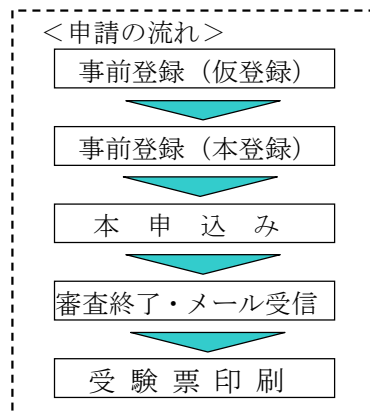 ＜申請の流れ＞
事前登録（仮登録）
事前登録（本登録）
本　申　込　み
審査終了・メール受信
受 験 票 印 刷